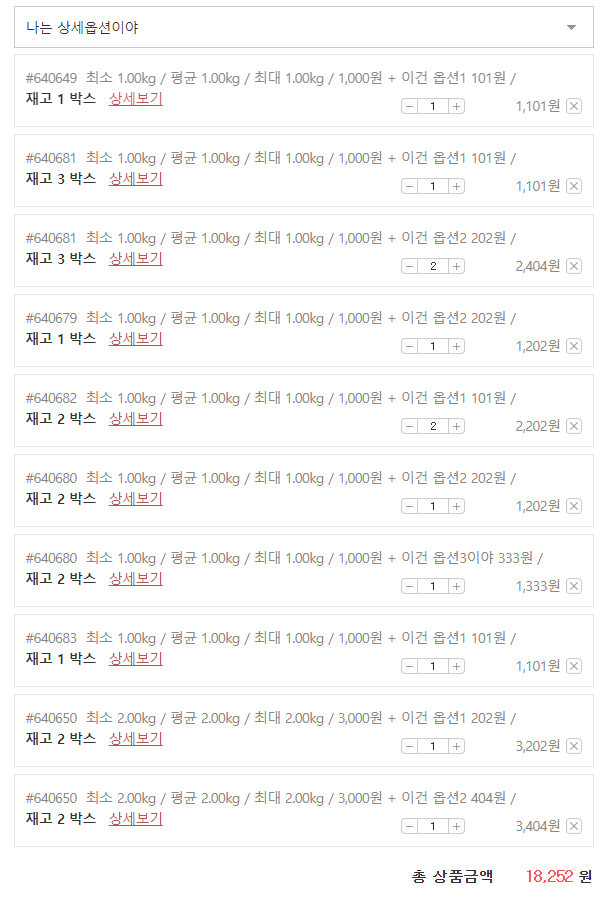 나는 상세옵션이야
#640649 최소 1.00kg / 평균 1.00kg / 최대 1.00kg / 1,000원 + 이건 옵션1 101원 /
재고 1 박스 상세보기
− 1 + 1,101원 ×
#640681 최소 1.00kg / 평균 1.00kg / 최대 1.00kg / 1,000원 + 이건 옵션1 101원 /
재고 3 박스 상세보기
− 1 + 1,101원 ×
#640681 최소 1.00kg / 평균 1.00kg / 최대 1.00kg / 1,000원 + 이건 옵션2 202원 /
재고 3 박스 상세보기
− 2 + 2,404원 ×
#640679 최소 1.00kg / 평균 1.00kg / 최대 1.00kg / 1,000원 + 이건 옵션2 202원 /
재고 1 박스 상세보기
− 1 + 1,202원 ×
#640682 최소 1.00kg / 평균 1.00kg / 최대 1.00kg / 1,000원 + 이건 옵션1 101원 /
재고 2 박스 상세보기
− 2 + 2,202원 ×
#640680 최소 1.00kg / 평균 1.00kg / 최대 1.00kg / 1,000원 + 이건 옵션2 202원 /
재고 2 박스 상세보기
− 1 + 1,202원 ×
#640680 최소 1.00kg / 평균 1.00kg / 최대 1.00kg / 1,000원 + 이건 옵션3이야 333원 /
재고 2 박스 상세보기
− 1 + 1,333원 ×
#640683 최소 1.00kg / 평균 1.00kg / 최대 1.00kg / 1,000원 + 이건 옵션1 101원 /
재고 1 박스 상세보기
− 1 + 1,101원 ×
#640650 최소 2.00kg / 평균 2.00kg / 최대 2.00kg / 3,000원 + 이건 옵션1 202원 /
재고 2 박스 상세보기
− 1 + 3,202원 ×
#640650 최소 2.00kg / 평균 2.00kg / 최대 2.00kg / 3,000원 + 이건 옵션2 404원 /
재고 2 박스 상세보기
− 1 + 3,404원 ×
총 상품금액 18,252 원